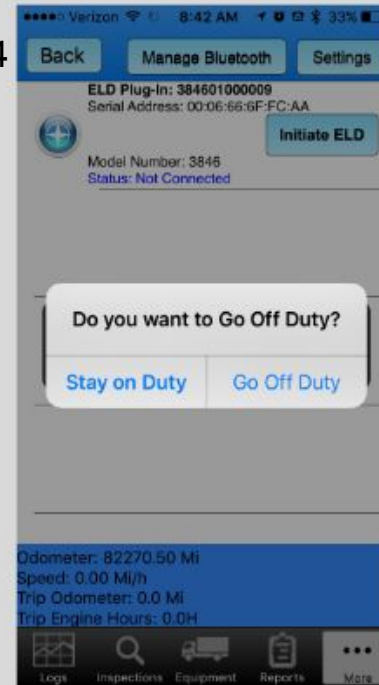 4
Verizon 8:42 AM 33%
Back Manage Bluetooth Settings
ELD Plug-In: 384601000009
Serial Address: 00:06:66:6F:FC:AA
Initiate ELD
Model Number: 3846
Status: Not Connected
Do you want to Go Off Duty?
Stay on Duty Go Off Duty
Odometer: 82270.50 Mi
Speed: 0.00 Mi/h
Trip Odometer: 0.0 Mi
Trip Engine Hours: 0.0H
Logs Inspections Equipment Reports More